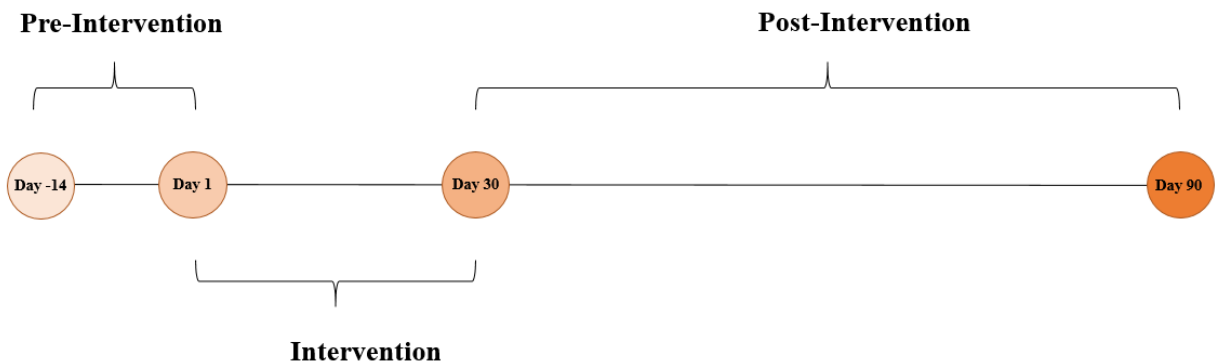 Pre-Intervention
Post-Intervention
Day -14
Day 1
Day 30
Day 90
Intervention